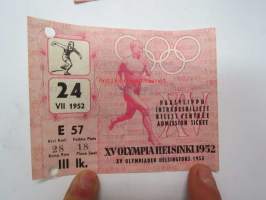 24
VII 1952
E 57
28 18
III lk.
XV
PÄÄSYLIPPU
INTRÄDESBILJETT
BILLET D'ENTRÉE
ADMISSION TICKET
XV OLYMPIA HELSINKI 1952
XV OLYMPIADEN HELSINGFORS 1952